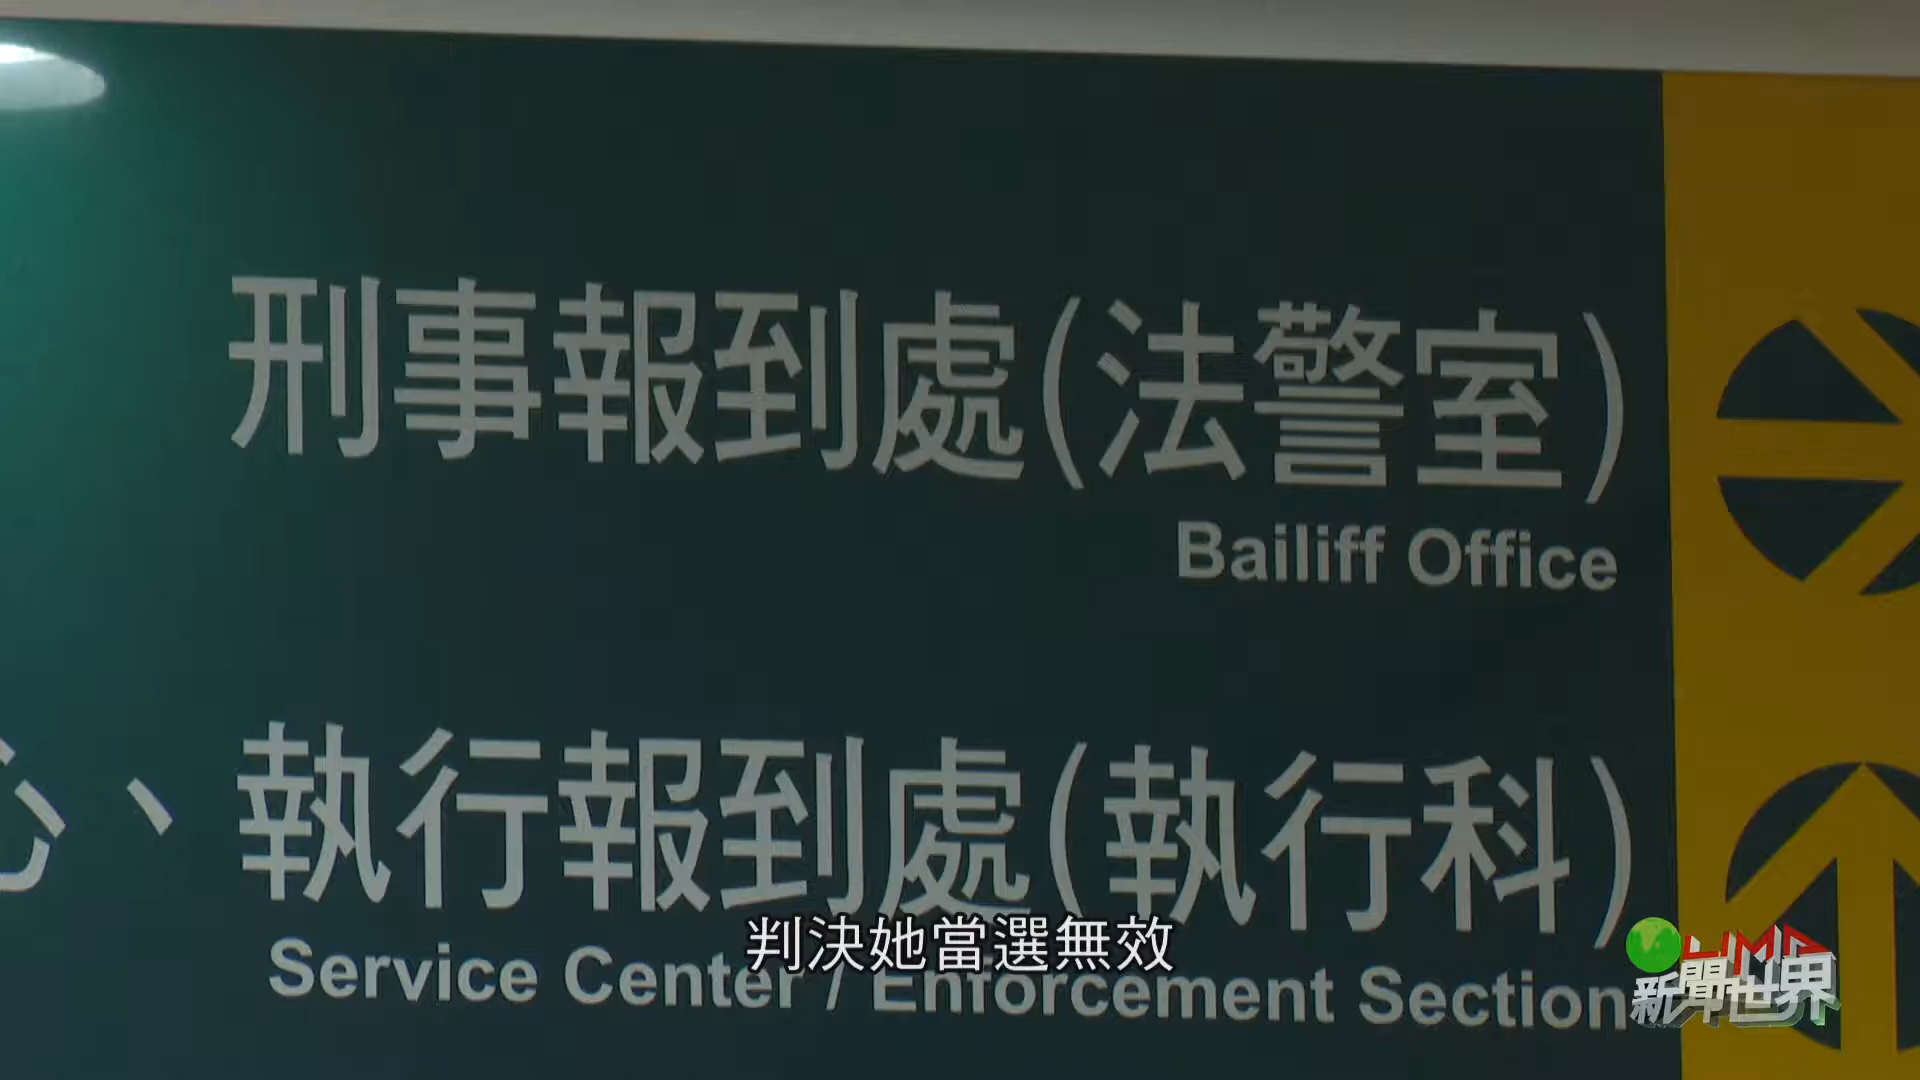 刑事報到處(法警室)
Bailiff Office
心、執行報到處(執行科)
Service Center / Enforcement Section
判決她當選無效
LIMA
新聞世界